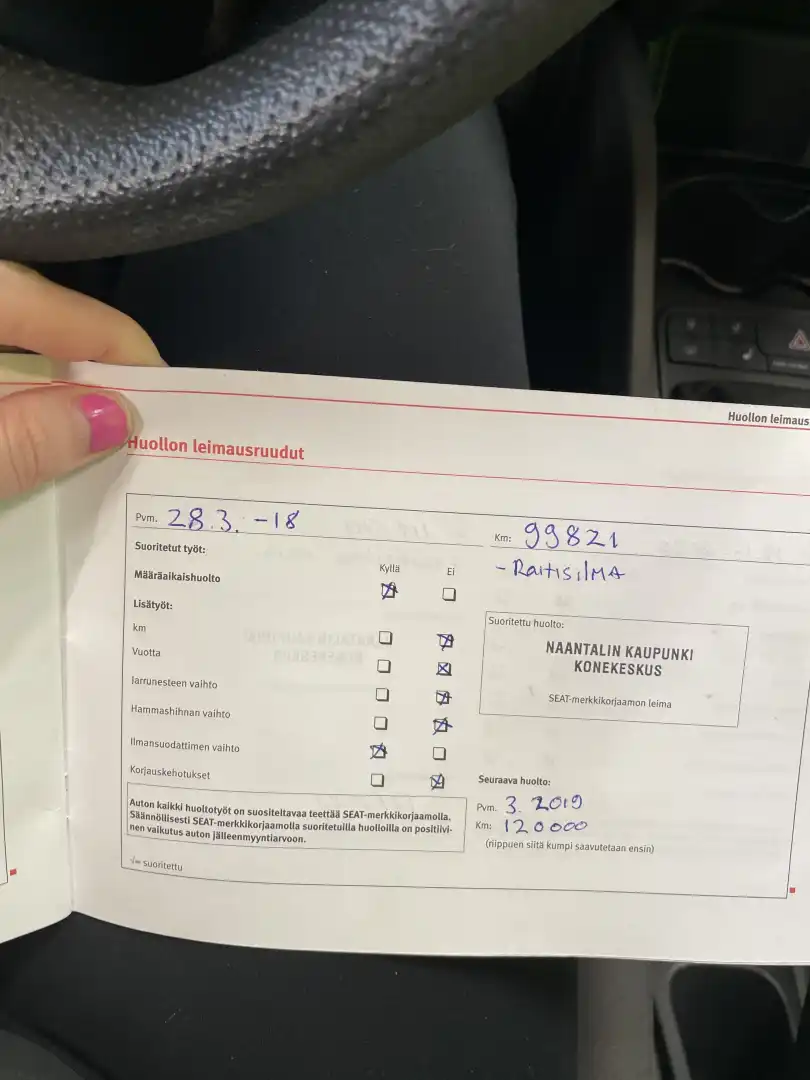 Huollon leimaus
Huollon leimausruudut
Pvm. 28.3.-18
Km: 99821
Suoritetut työt:
- RaitisilMA
Kyllä Ei
Määräaikaishuolto
Lisätyöt:
km
Vuotta
Jarrunesteen vaihto
Hammashihnan vaihto
Ilmansuodattimen vaihto
Korjauskehotukset
Suoritettu huolto:
NAANTALIN KAUPUNKI
KONEKESKUS
SEAT-merkkikorjaamon leima
Seuraava huolto:
Pvm. 3.2019
Km: 120000
(riippuen siitä kumpi saavutetaan ensin)
Auton kaikki huoltotyöt on suositeltavaa teettää SEAT-merkkikorjaamolla.
Säännöllisesti SEAT-merkkikorjaamolla suoritetuilla huolloilla on positiivi-
nen vaikutus auton jälleenmyyntiarvoon.
√= suoritettu